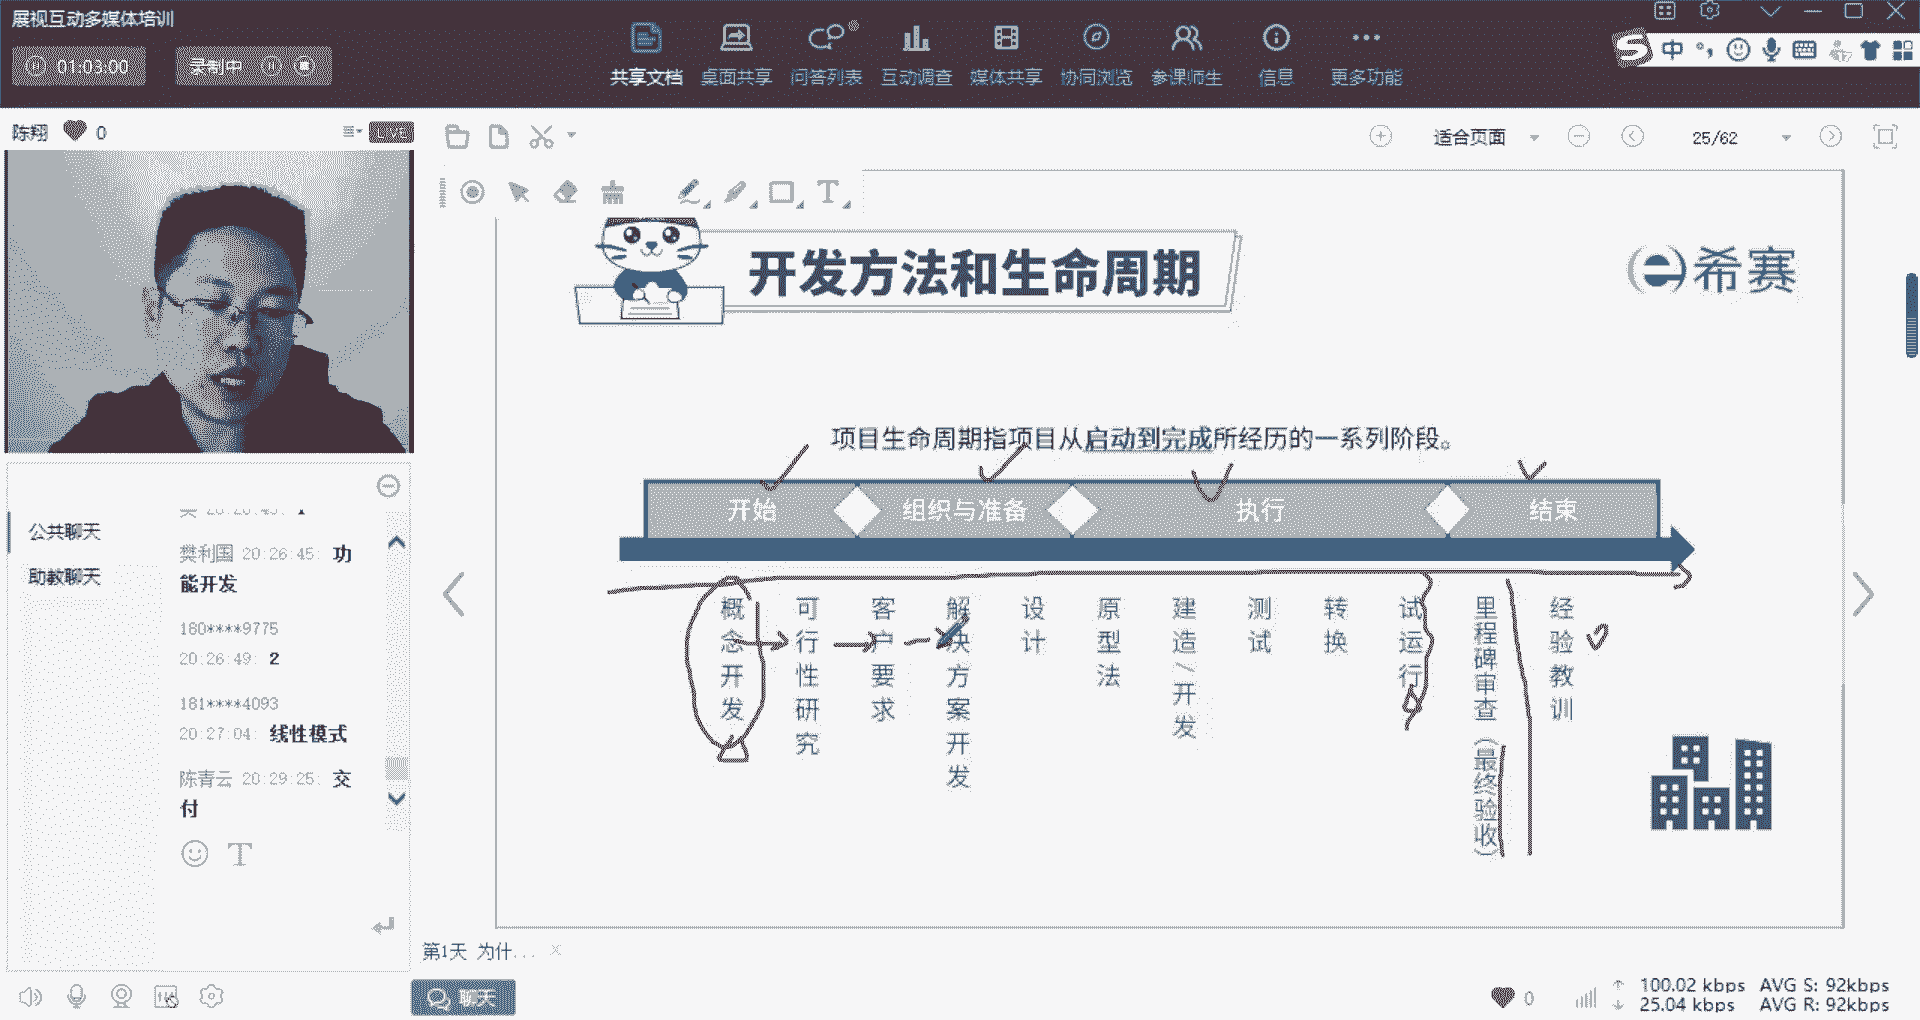 展视互动多媒体培训
01:03:00
录制中
共享文档
桌面共享
问答列表
互动调查
媒体共享
协同浏览
参课师生
信息
更多功能
中
陈翔
0
LIVE
适合页面
25/62
T
开发方法和生命周期
希赛
项目生命周期指项目从启动到完成所经历的一系列阶段。
开始
组织与准备
执行
结束
概念开发
可行性研究
客户要求
解决方案开发
设计
原型法
建造/开发
测试
转换
试运行
里程碑审查（最终验收）
经验教训
公共聊天
助教聊天
樊利国 20:26:45: 功
能开发
180****9775
20:26:49: 2
181****4093
20:27:04: 线性模式
陈青云 20:29:25: 交
付
T
第1天 为什...
聊天
0
100.02 kbps AVG S: 92kbps
25.04 kbps AVG R: 92kbps